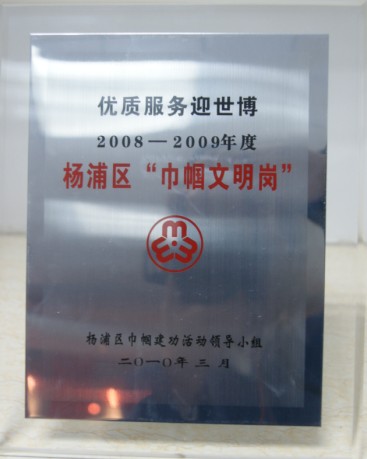 优质服务迎世博
2008—2009年度
杨浦区“巾帼文明岗”
杨浦区巾帼建功活动领导小组
二〇一〇年三月